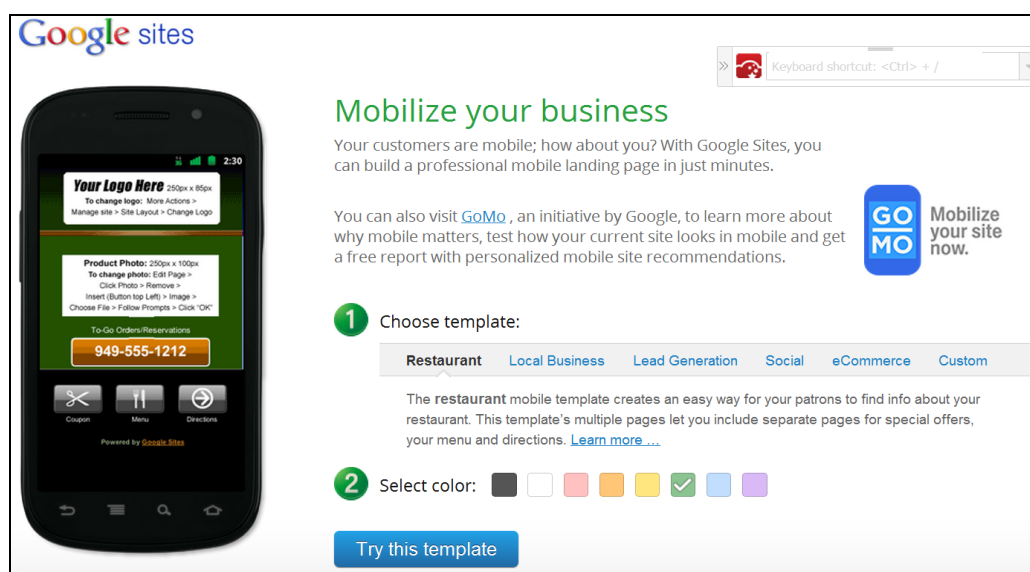 Google sites
Keyboard shortcut: <Ctrl> + /
2:30
Your Logo Here 250px x 85px
To change logo: More Actions >
Manage site > Site Layout > Change Logo
Product Photo: 250px x 100px
To change photo: Edit Page >
Click Photo > Remove >
Insert (Button top Left) > Image >
Choose File > Follow Prompts > Click "OK"
To-Go Orders/Reservations
949-555-1212
Coupon Menu Directions
Powered by Google Sites
Mobilize your business
Your customers are mobile; how about you? With Google Sites, you
can build a professional mobile landing page in just minutes.
You can also visit GoMo , an initiative by Google, to learn more about
why mobile matters, test how your current site looks in mobile and get
a free report with personalized mobile site recommendations.
GO
MO
Mobilize
your site
now.
1 Choose template:
Restaurant Local Business Lead Generation Social eCommerce Custom
The restaurant mobile template creates an easy way for your patrons to find info about your
restaurant. This template's multiple pages let you include separate pages for special offers,
your menu and directions. Learn more ...
2 Select color:
Try this template